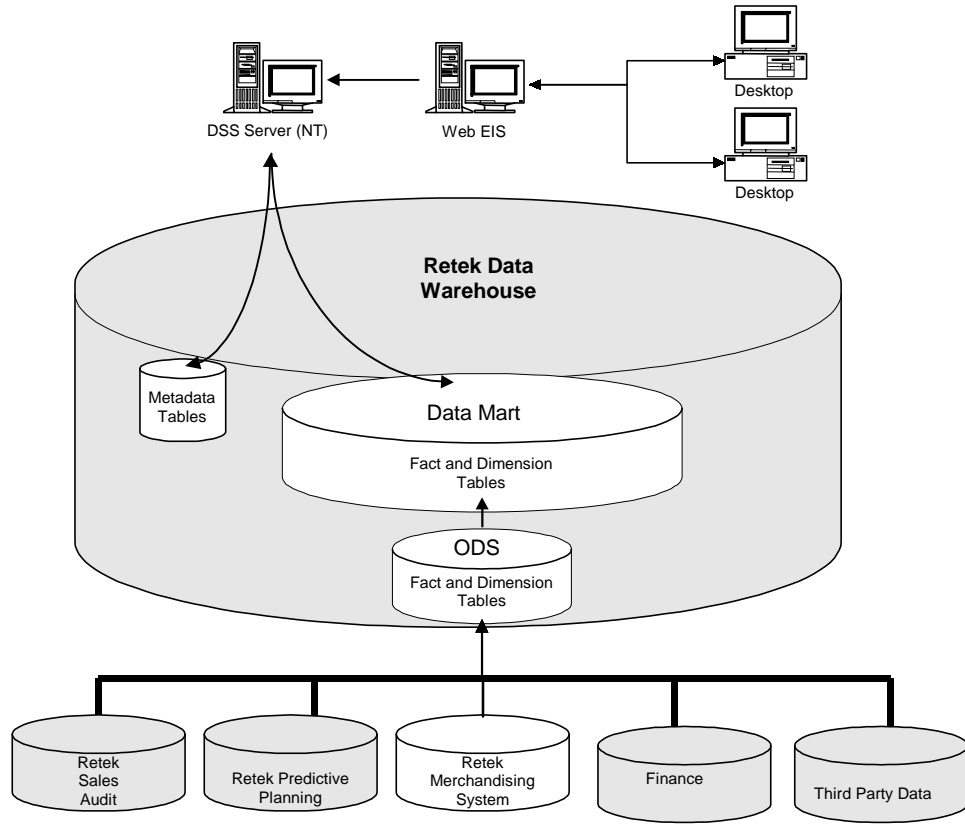 Desktop
DSS Server (NT)
Web EIS
Desktop
Retek Data
Warehouse
Metadata
Tables
Data Mart
Fact and Dimension
Tables
ODS
Fact and Dimension
Tables
Retek
Sales
Audit
Retek Predictive
Planning
Retek
Merchandising
System
Finance
Third Party Data